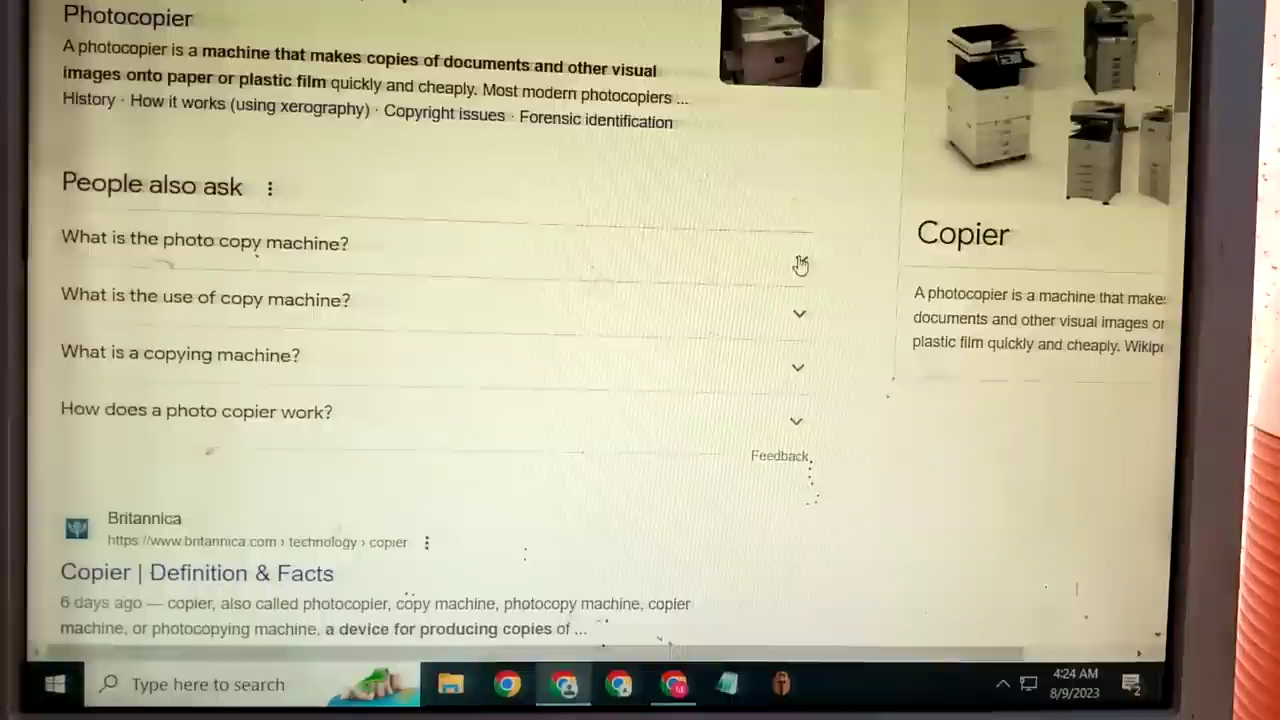 Photocopier
A photocopier is a machine that makes copies of documents and other visual
images onto paper or plastic film quickly and cheaply. Most modern photocopiers ...
History · How it works (using xerography) · Copyright issues · Forensic identification
People also ask
What is the photo copy machine?
What is the use of copy machine?
What is a copying machine?
How does a photo copier work?
Feedback
Britannica
https://www.britannica.com › technology › copier
Copier | Definition & Facts
6 days ago — copier, also called photocopier, copy machine, photocopy machine, copier
machine, or photocopying machine, a device for producing copies of ...
Copier
A photocopier is a machine that make
documents and other visual images or
plastic film quickly and cheaply. Wikip
Type here to search
4:24 AM
8/9/2023
2